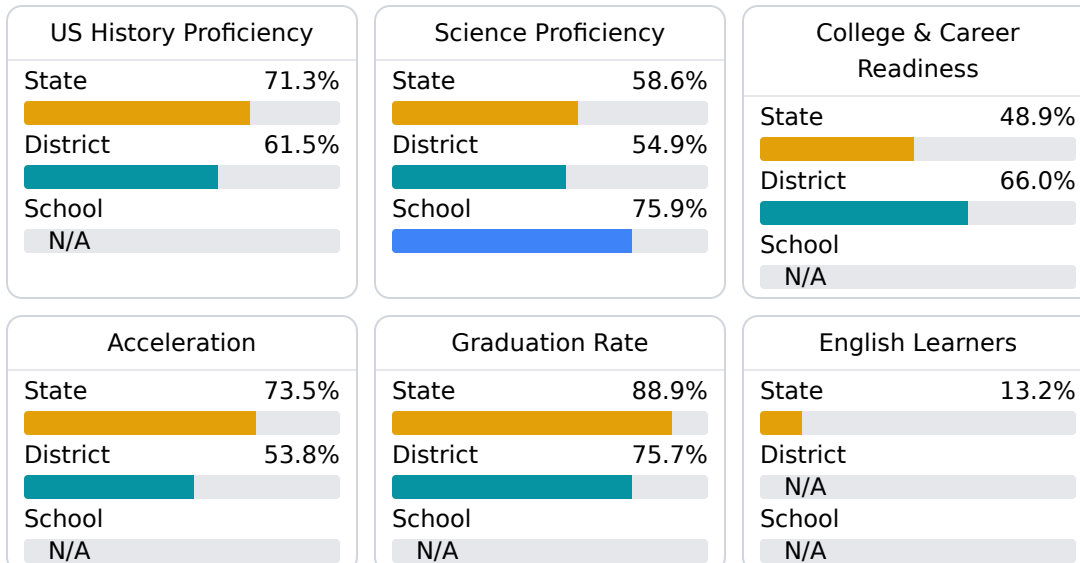 US History Proficiency
State 71.3%
District 61.5%
School
N/A
Science Proficiency
State 58.6%
District 54.9%
School 75.9%
College & Career
Readiness
State 48.9%
District 66.0%
School
N/A
Acceleration
State 73.5%
District 53.8%
School
N/A
Graduation Rate
State 88.9%
District 75.7%
School
N/A
English Learners
State 13.2%
District
N/A
School
N/A